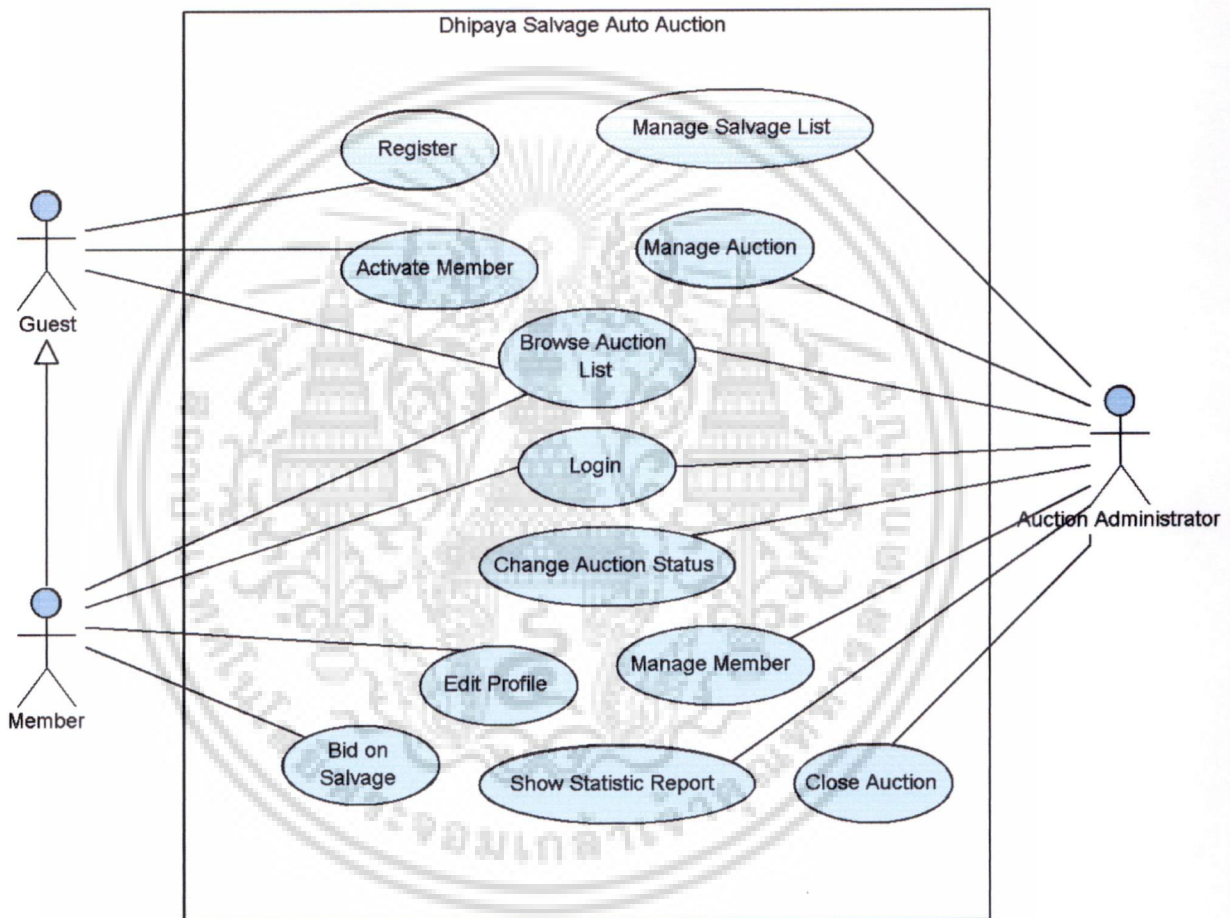 Dhipaya Salvage Auto Auction
Manage Salvage List
Register
Manage Auction
Activate Member
Guest
Browse Auction
List
Login
Auction Administrator
Change Auction Status
Manage Member
Edit Profile
Member
Bid on
Salvage
Show Statistic Report
Close Auction